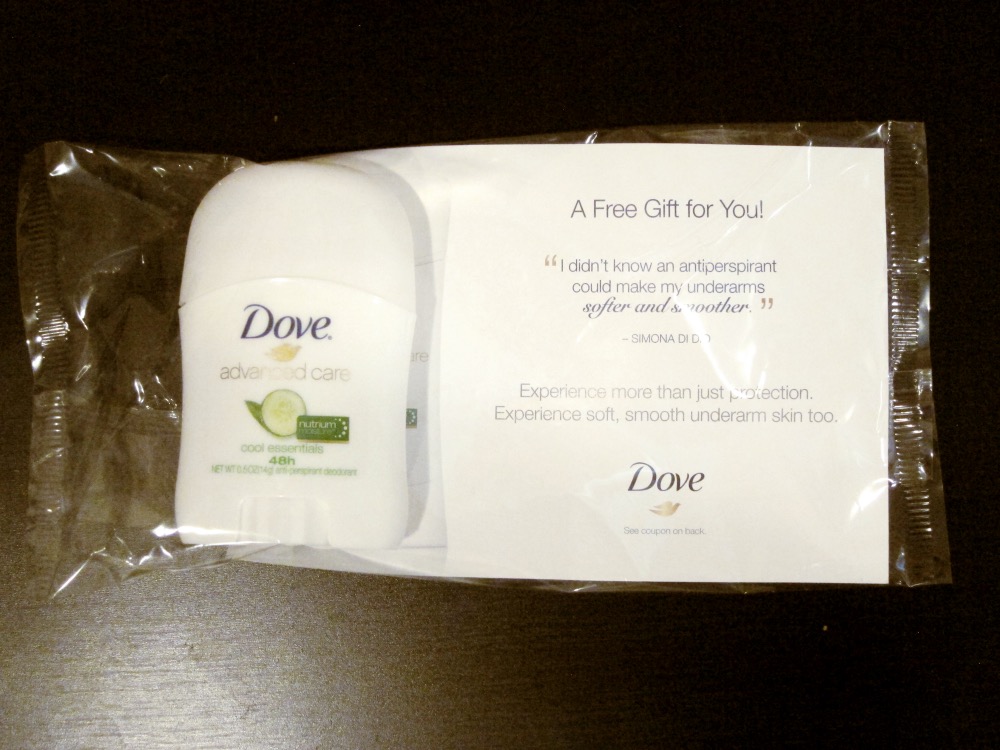 Dove
advanced care
nutrium
moisture
cool essentials
48h
NET WT 0.5 OZ (14g) anti-perspirant deodorant
are
A Free Gift for You!
“I didn't know an antiperspirant
could make my underarms
softer and smoother.”
– SIMONA DI
Experience more than just protection.
Experience soft, smooth underarm skin too.
Dove
See coupon on back.